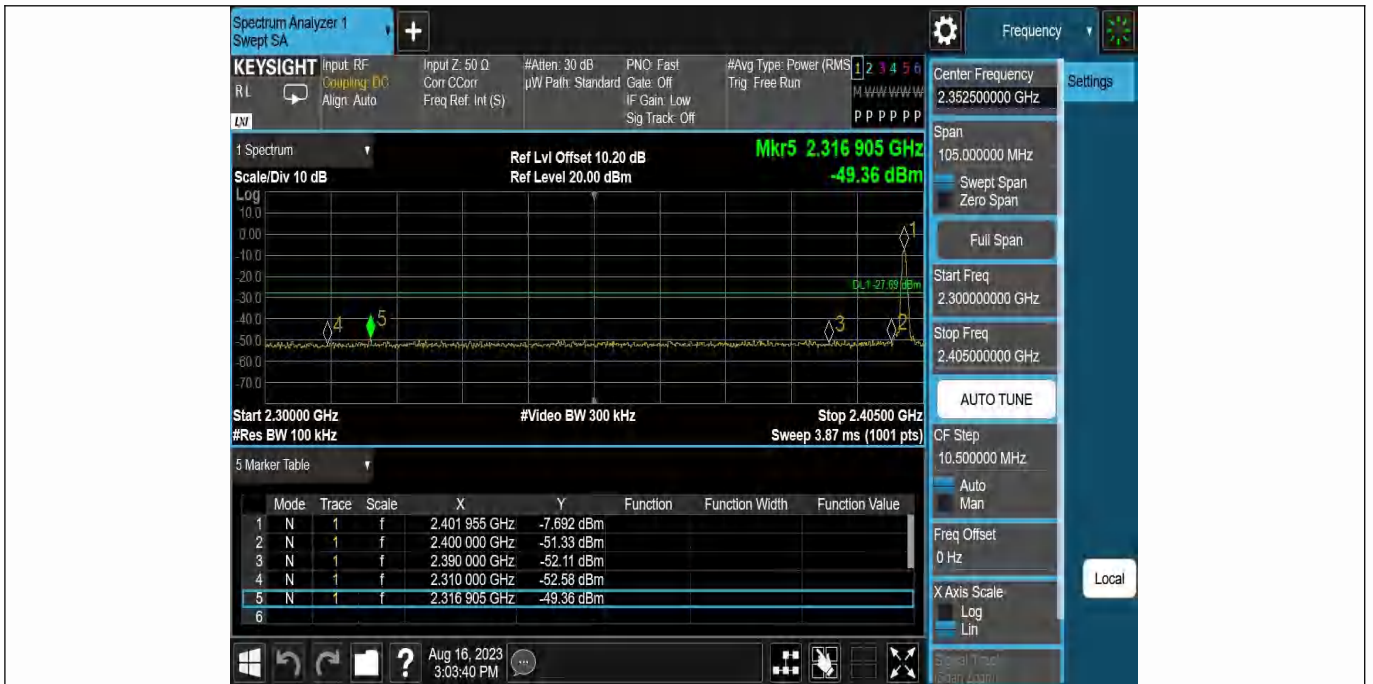 Spectrum Analyzer 1
Swept SA
Frequency
KEYSIGHT
RL
LXI
Input: RF
Coupling: DC
Align: Auto
Input Z: 50 Ω
Corr CCorr
Freq Ref: Int (S)
#Atten: 30 dB
µW Path: Standard
PNO: Fast
Gate: Off
IF Gain: Low
Sig Track: Off
#Avg Type: Power (RMS
Trig: Free Run
1 2 3 4 5 6
M W W W W W
P P P P P P
1 Spectrum
Scale/Div 10 dB
Ref Lvl Offset 10.20 dB
Ref Level 20.00 dBm
Mkr5 2.316 905 GHz
-49.36 dBm
Log
10.0
0.00
-10.0
-20.0
-30.0
-40.0
-50.0
-60.0
-70.0
1
DL1 -27.69 dBm
4
5
3
2
Start 2.30000 GHz
#Video BW 300 kHz
Stop 2.40500 GHz
#Res BW 100 kHz
Sweep 3.87 ms (1001 pts)
5 Marker Table
Mode Trace Scale X Y Function Function Width Function Value
1 N 1 f 2.401 955 GHz -7.692 dBm
2 N 1 f 2.400 000 GHz -51.33 dBm
3 N 1 f 2.390 000 GHz -52.11 dBm
4 N 1 f 2.310 000 GHz -52.58 dBm
5 N 1 f 2.316 905 GHz -49.36 dBm
6
Aug 16, 2023
3:03:40 PM
Center Frequency
2.352500000 GHz
Settings
Span
105.000000 MHz
Swept Span
Zero Span
Full Span
Start Freq
2.300000000 GHz
Stop Freq
2.405000000 GHz
AUTO TUNE
CF Step
10.500000 MHz
Auto
Man
Freq Offset
0 Hz
Local
X Axis Scale
Log
Lin